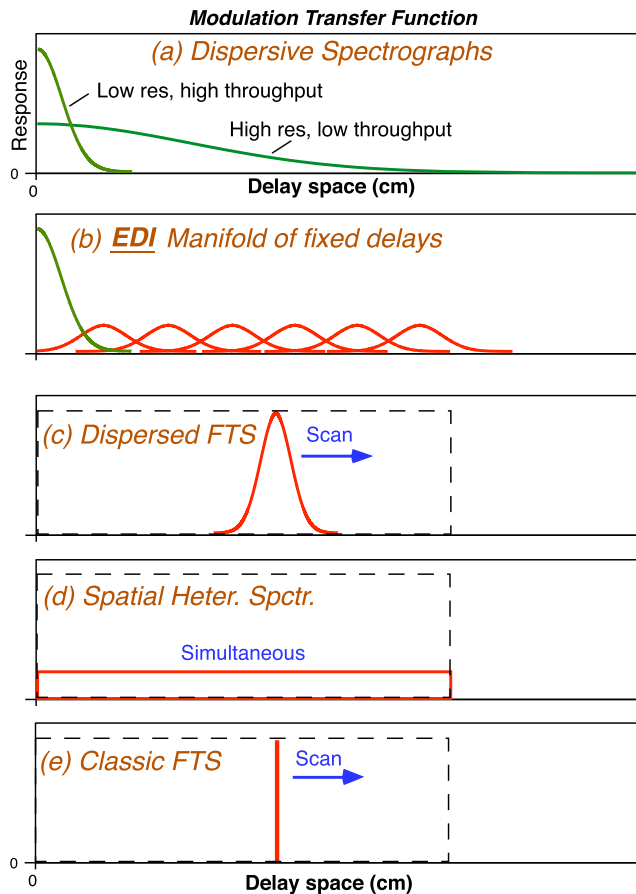 Modulation Transfer Function
(a) Dispersive Spectrographs
Low res, high throughput
High res, low throughput
Response
0
0
Delay space (cm)
(b) EDI Manifold of fixed delays
(c) Dispersed FTS
Scan
(d) Spatial Heter. Spctr.
Simultaneous
(e) Classic FTS
Scan
0
0
Delay space (cm)